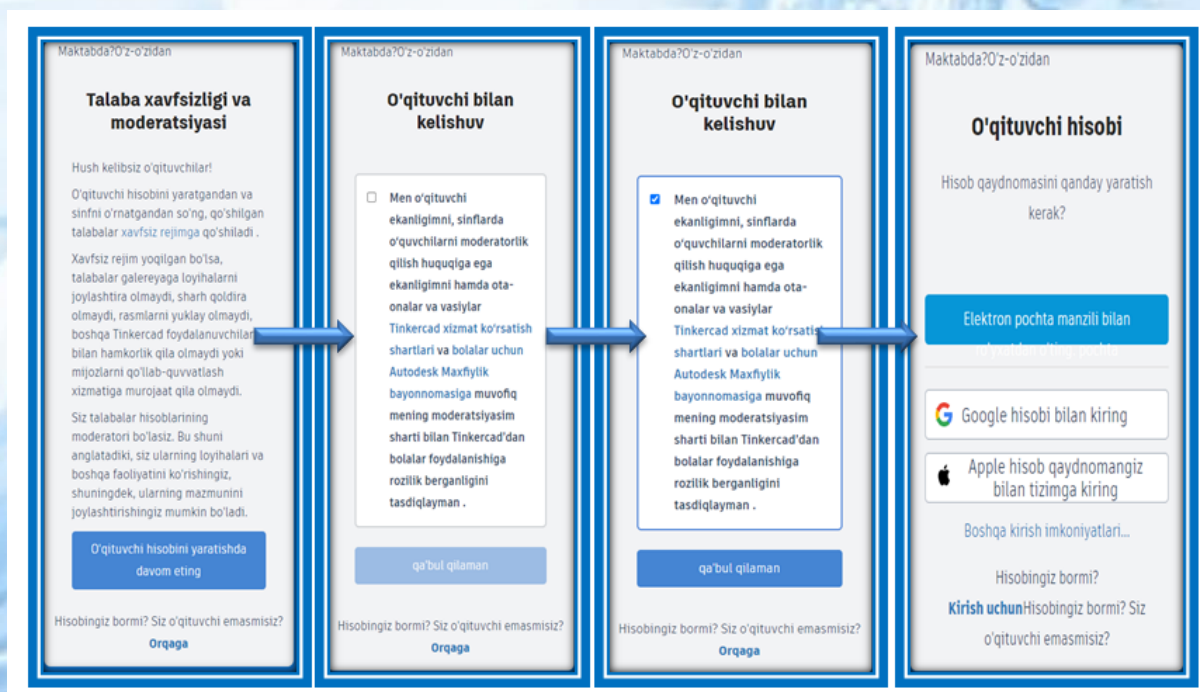 Maktabda?O'z-o'zidan
Talaba xavfsizligi va
moderatsiyasi
Hush kelibsiz o'qituvchilar!
O'qituvchi hisobini yaratgandan va
sinfni o'rnatgandan so'ng, qo'shilgan
talabalar xavfsiz rejimga qo'shiladi .
Xavfsiz rejim yoqilgan bo'lsa,
talabalar galereyaga loyihalarni
joylashtira olmaydi, sharh qoldira
olmaydi, rasmlarni yuklay olmaydi,
boshqa Tinkercad foydalanuvchilar
bilan hamkorlik qila olmaydi yoki
mijozlarni qo'llab-quvvatlash
xizmatiga murojaat qila olmaydi.
Siz talabalar hisoblarining
moderatori bo'lasiz. Bu shuni
anglatadiki, siz ularning loyihalari va
boshqa faoliyatini ko'rishingiz,
shuningdek, ularning mazmunini
joylashtirishingiz mumkin bo'ladi.
O'qituvchi hisobini yaratishda
davom eting
Hisobingiz bormi? Siz o'qituvchi emasmisiz?
Orqaga
Maktabda?O'z-o'zidan
O'qituvchi bilan
kelishuv
Men o'qituvchi
ekanligimni, sinflarda
o'quvchilarni moderatorlik
qilish huquqiga ega
ekanligimni hamda ota-
onalar va vasiylar
Tinkercad xizmat ko'rsatish
shartlari va bolalar uchun
Autodesk Maxfiylik
bayonnomasiga muvofiq
mening moderatsiyasim
sharti bilan Tinkercad'dan
bolalar foydalanishiga
rozilik berganligini
tasdiqlayman .
qa'bul qilaman
Hisobingiz bormi? Siz o'qituvchi emasmisiz?
Orqaga
Maktabda?O'z-o'zidan
O'qituvchi bilan
kelishuv
Men o'qituvchi
ekanligimni, sinflarda
o'quvchilarni moderatorlik
qilish huquqiga ega
ekanligimni hamda ota-
onalar va vasiylar
Tinkercad xizmat ko'rsatish
shartlari va bolalar uchun
Autodesk Maxfiylik
bayonnomasiga muvofiq
mening moderatsiyasim
sharti bilan Tinkercad'dan
bolalar foydalanishiga
rozilik berganligini
tasdiqlayman .
qa'bul qilaman
Hisobingiz bormi? Siz o'qituvchi emasmisiz?
Orqaga
Maktabda?O'z-o'zidan
O'qituvchi hisobi
Hisob qaydnomasini qanday yaratish
kerak?
Elektron pochta manzili bilan
Google hisobi bilan kiring
Apple hisob qaydnomangiz
bilan tizimga kiring
Boshqa kirish imkoniyatlari...
Hisobingiz bormi?
Kirish uchunHisobingiz bormi? Siz
o'qituvchi emasmisiz?